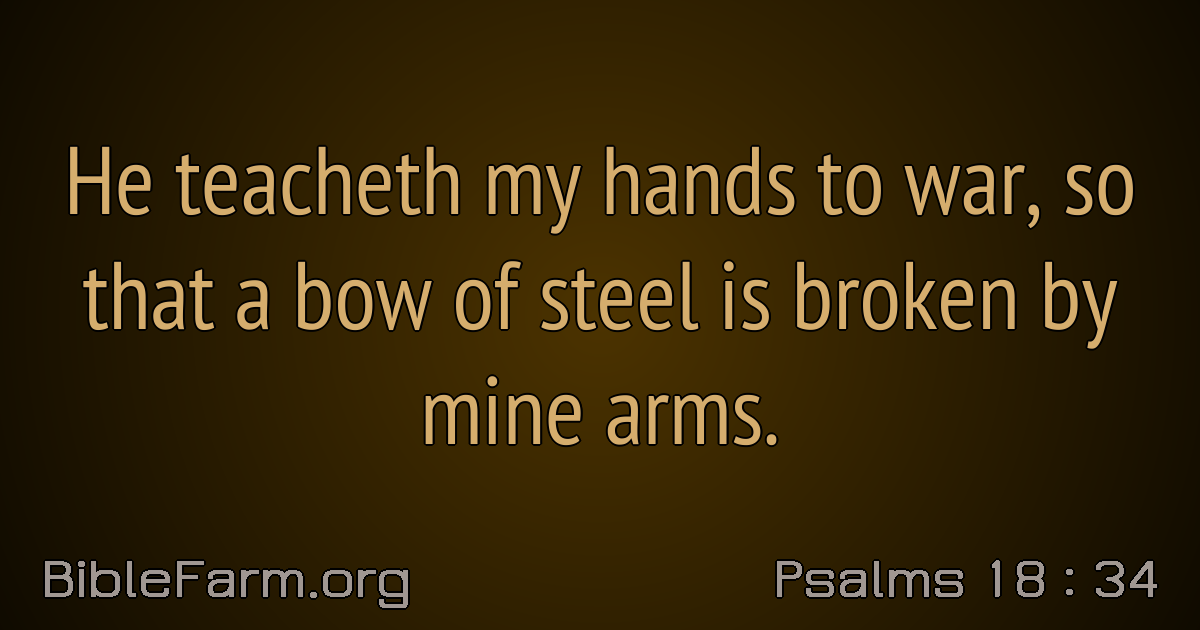 He teacheth my hands to war, so
that a bow of steel is broken by
mine arms.
BibleFarm.org
Psalms 18 : 34